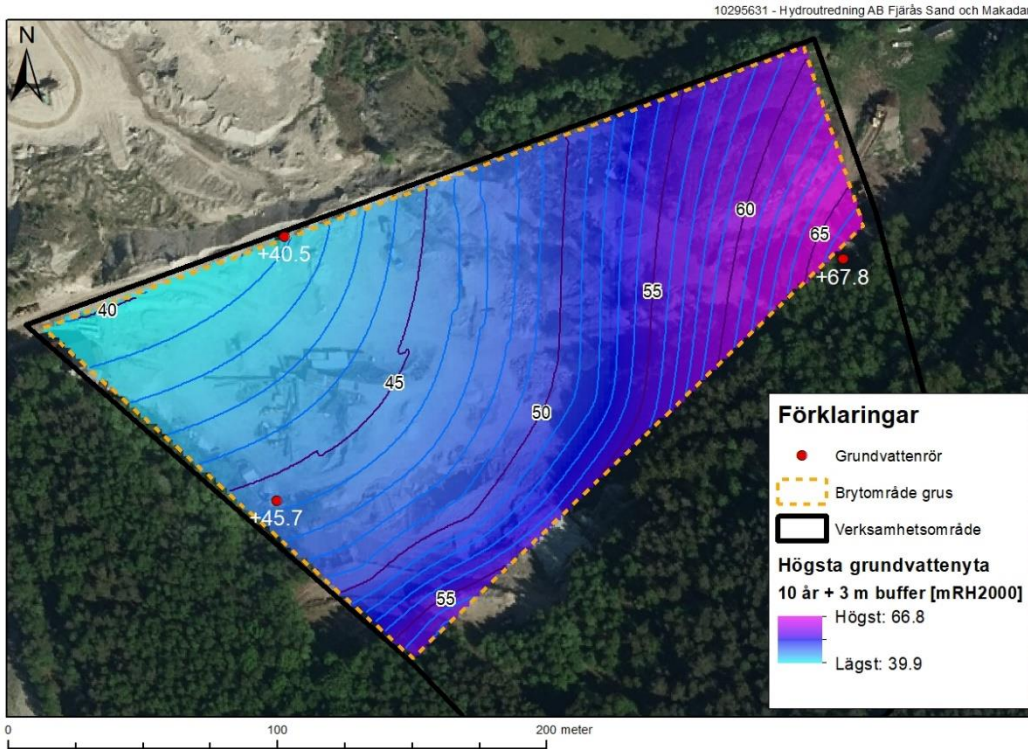 10295631 - Hydroutredning AB Fjärås Sand och Makadam
N
60
65
+40.5
+67.8
55
40
45
50
+45.7
55
Förklaringar
Grundvattenrör
Brytområde grus
Verksamhetsområde
Högsta grundvattenyta
10 år + 3 m buffer [mRH2000]
Högst: 66.8
Lägst: 39.9
0 100 200 meter